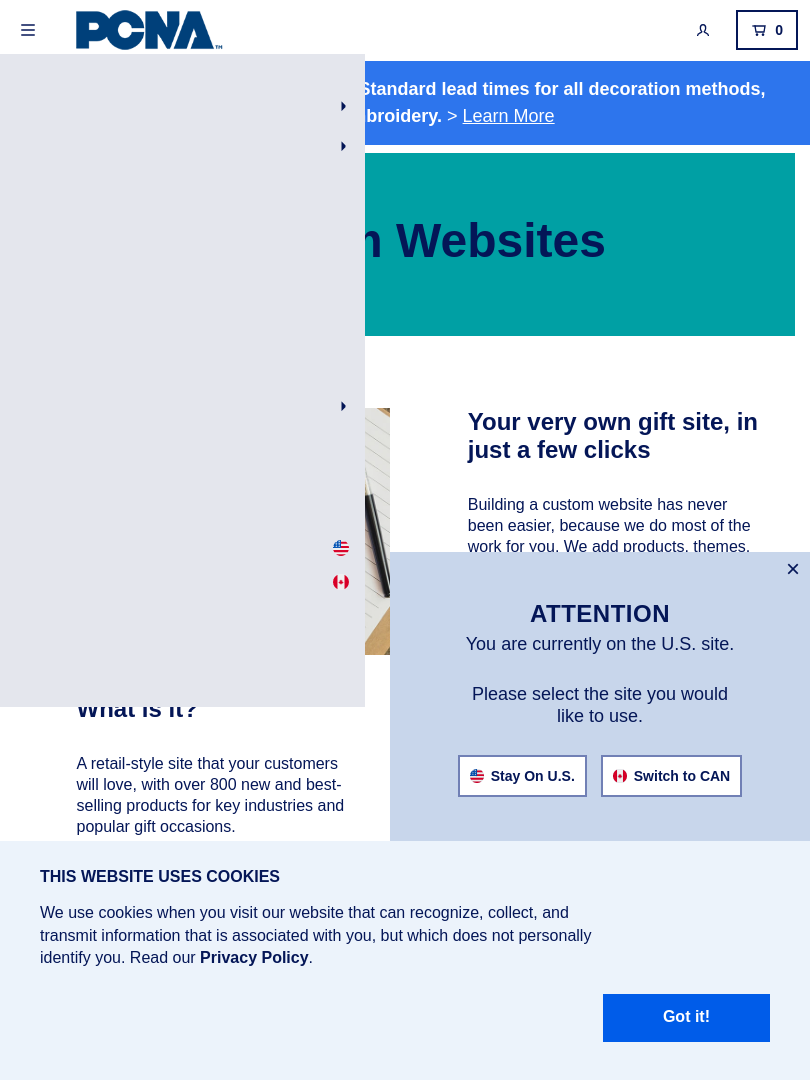 PCNA™
0
Standard lead times for all decoration methods,
broidery. > Learn More
Websites
Your very own gift site, in
just a few clicks
Building a custom website has never
been easier, because we do most of the
work for you. We add products, themes,
ATTENTION
You are currently on the U.S. site.
Please select the site you would
like to use.
Stay On U.S.
Switch to CAN
What is it?
A retail-style site that your customers
will love, with over 800 new and best-
selling products for key industries and
popular gift occasions.
THIS WEBSITE USES COOKIES
We use cookies when you visit our website that can recognize, collect, and
transmit information that is associated with you, but which does not personally
identify you. Read our Privacy Policy.
Got it!